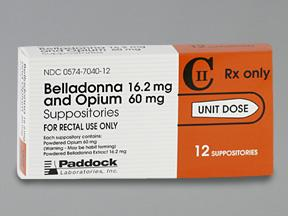 NDC 0574-7040-12
Belladonna 16.2 mg
and Opium 60 mg
Suppositories
FOR RECTAL USE ONLY
Each suppository contains:
Powdered Opium 60 mg
(Warning - May be habit forming)
Powdered Belladonna Extract 16.2 mg
Paddock
Laboratories, Inc.
CII
Rx only
UNIT DOSE
12 SUPPOSITORIES